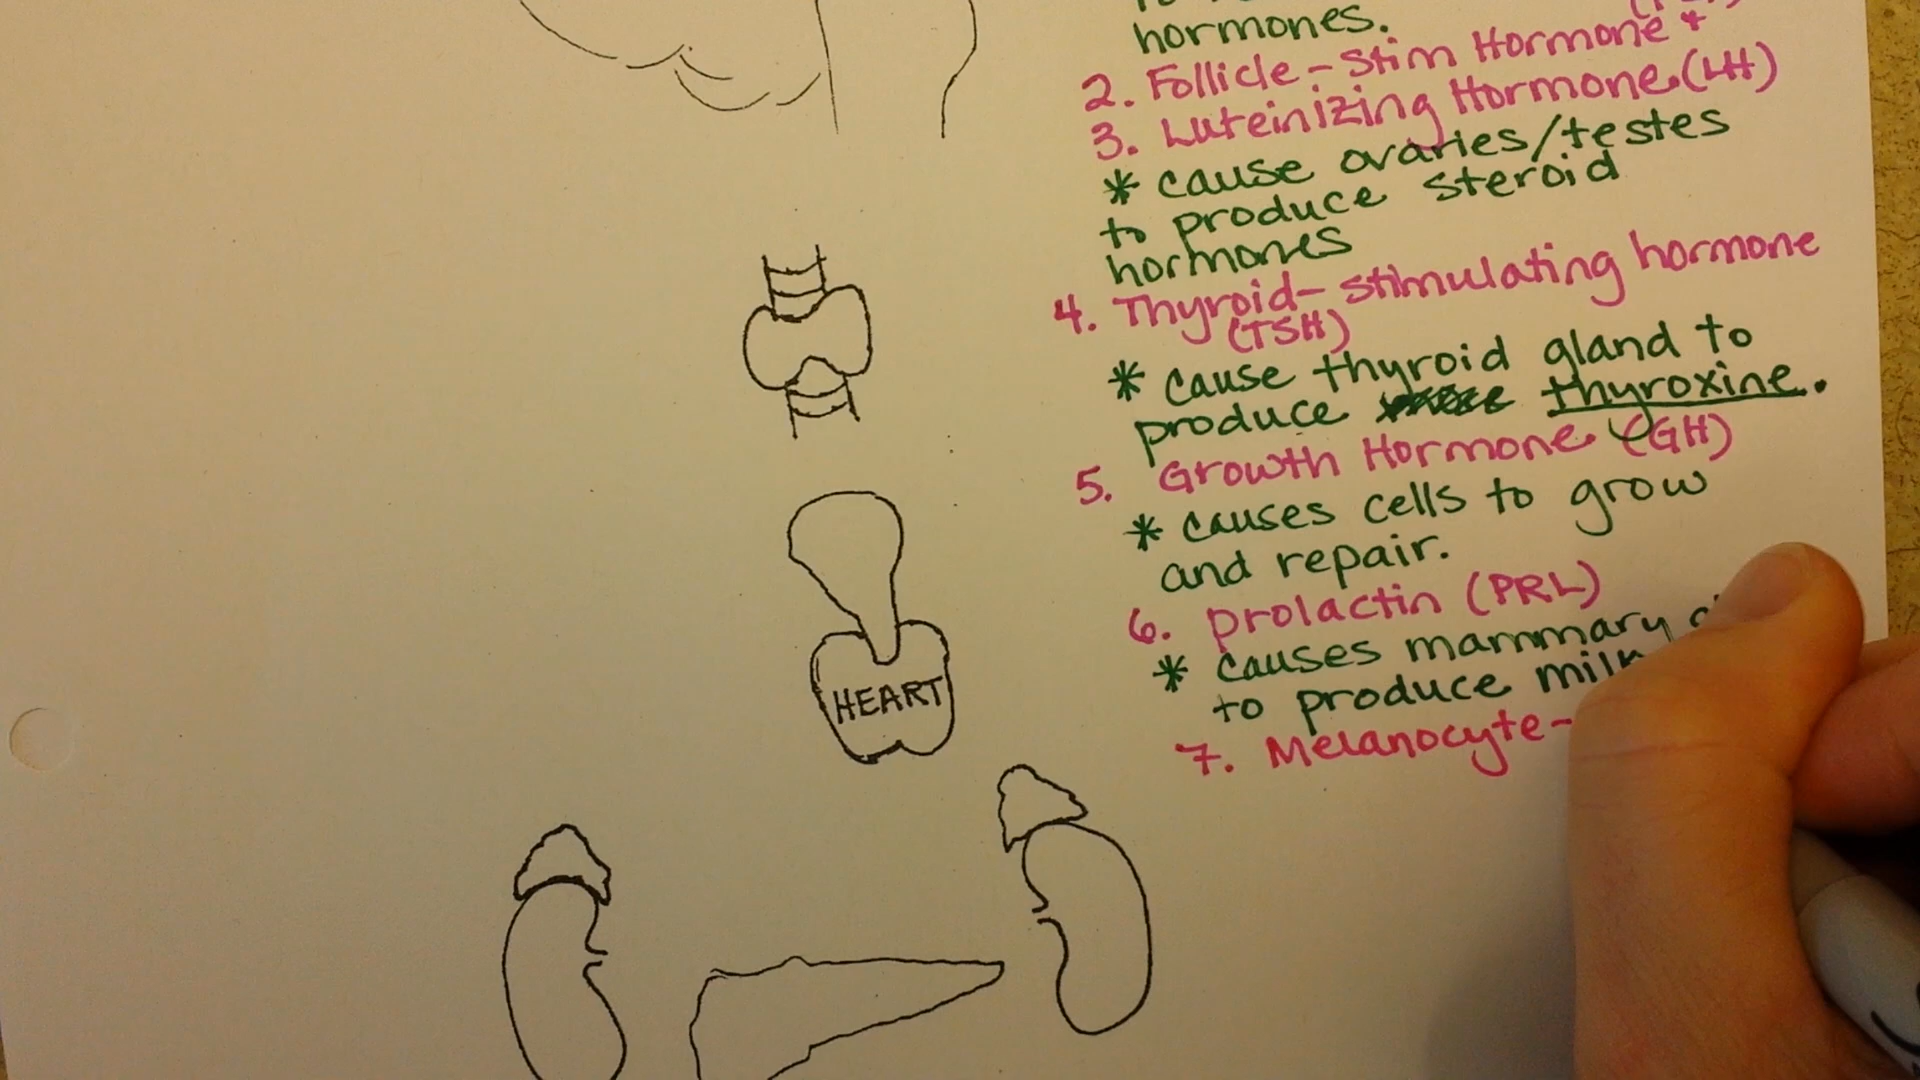 hormones.
2. Follicle-Stim Hormone &
3. Luteinizing Hormone (LH)
* cause ovaries/testes
to produce steroid
hormones
4. Thyroid-stimulating hormone
(TSH)
* cause thyroid gland to
produce thyroxine.
5. Growth Hormone (GH)
* causes cells to grow
and repair.
6. prolactin (PRL)
* causes mammary
to produce milk
7. Melanocyte-
HEART